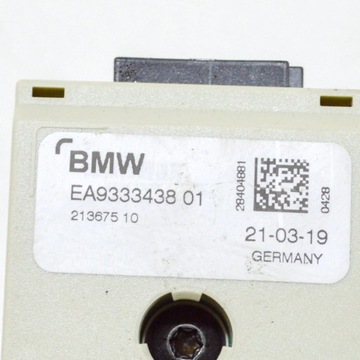 BMW
EA9333438 01
213675 10
28404881
0428
21-03-19
GERMANY